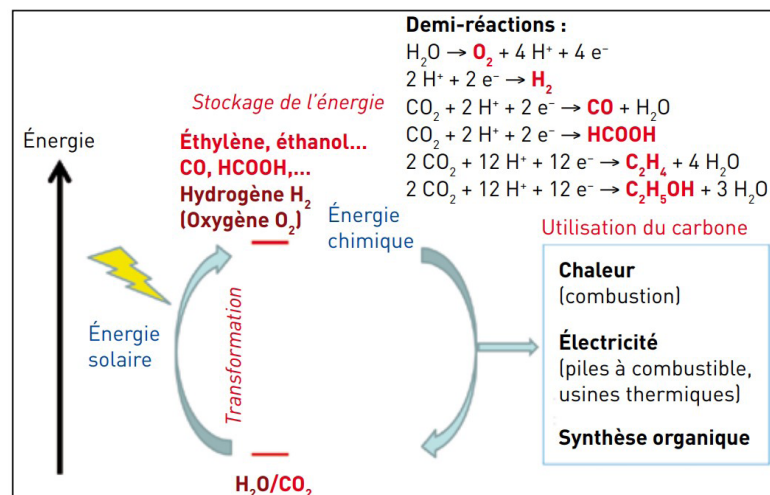 Demi-réactions :
H₂O → O₂ + 4 H⁺ + 4 e⁻
2 H⁺ + 2 e⁻ → H₂
CO₂ + 2 H⁺ + 2 e⁻ → CO + H₂O
CO₂ + 2 H⁺ + 2 e⁻ → HCOOH
2 CO₂ + 12 H⁺ + 12 e⁻ → C₂H₄ + 4 H₂O
2 CO₂ + 12 H⁺ + 12 e⁻ → C₂H₅OH + 3 H₂O
Stockage de l’énergie
Énergie
Éthylène, éthanol...
CO, HCOOH,...
Hydrogène H₂
(Oxygène O₂)
Énergie
chimique
Énergie
solaire
Transformation
H₂O/CO₂
Utilisation du carbone
Chaleur
(combustion)
Électricité
(piles à combustible,
usines thermiques)
Synthèse organique